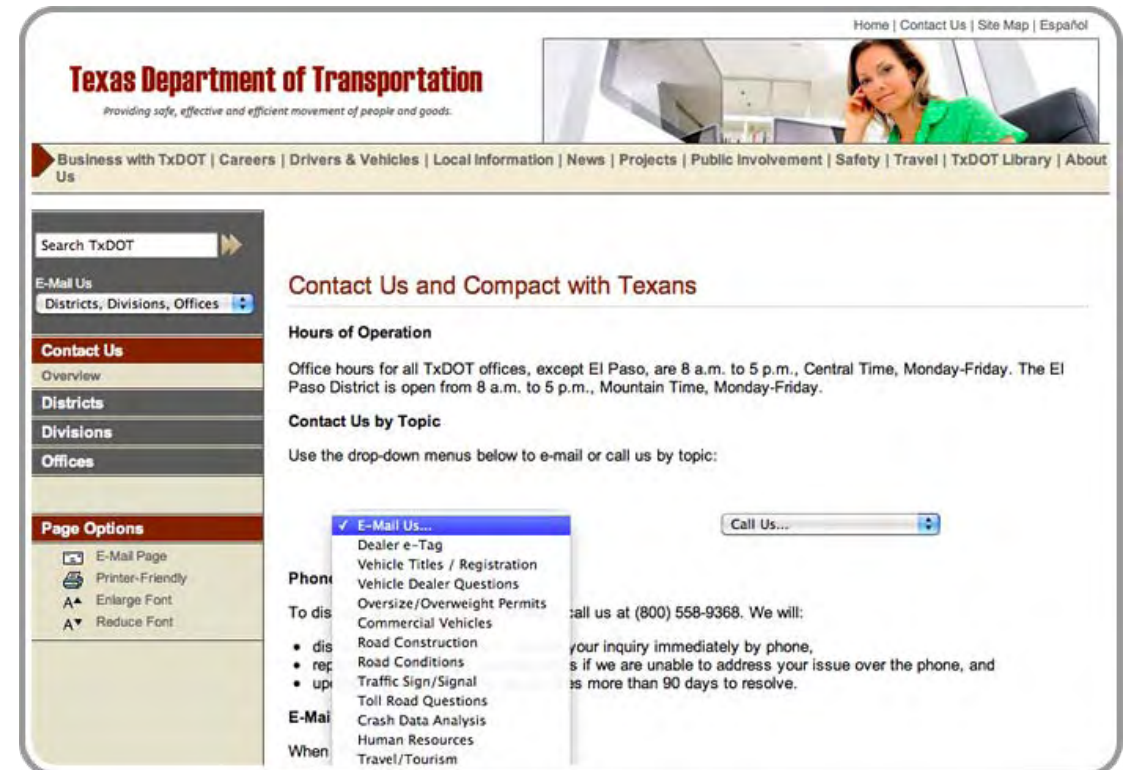 Home | Contact Us | Site Map | Español
Texas Department of Transportation
Providing safe, effective and efficient movement of people and goods.
Business with TxDOT | Careers | Drivers & Vehicles | Local Information | News | Projects | Public Involvement | Safety | Travel | TxDOT Library | About
Us
Search TxDOT
E-Mail Us
Districts, Divisions, Offices
Contact Us
Overview
Districts
Divisions
Offices
Page Options
E-Mail Page
Printer-Friendly
A Enlarge Font
A Reduce Font
Contact Us and Compact with Texans
Hours of Operation
Office hours for all TxDOT offices, except El Paso, are 8 a.m. to 5 p.m., Central Time, Monday-Friday. The El
Paso District is open from 8 a.m. to 5 p.m., Mountain Time, Monday-Friday.
Contact Us by Topic
Use the drop-down menus below to e-mail or call us by topic:
✓ E-Mail Us...
Dealer e-Tag
Vehicle Titles / Registration
Vehicle Dealer Questions
Oversize/Overweight Permits
Commercial Vehicles
Road Construction
Road Conditions
Traffic Sign/Signal
Toll Road Questions
Crash Data Analysis
Human Resources
Travel/Tourism
Call Us...
Phon
To dis call us at (800) 558-9368. We will:
• dis your inquiry immediately by phone,
• rep s if we are unable to address your issue over the phone, and
• up es more than 90 days to resolve.
E-Mai
When